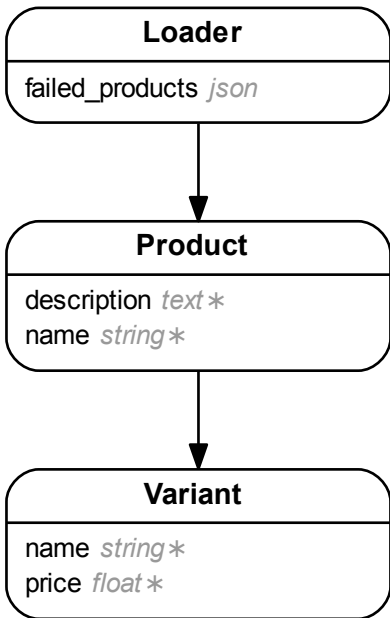 Loader
failed_products json
Product
description text∗
name string∗
Variant
name string∗
price float∗